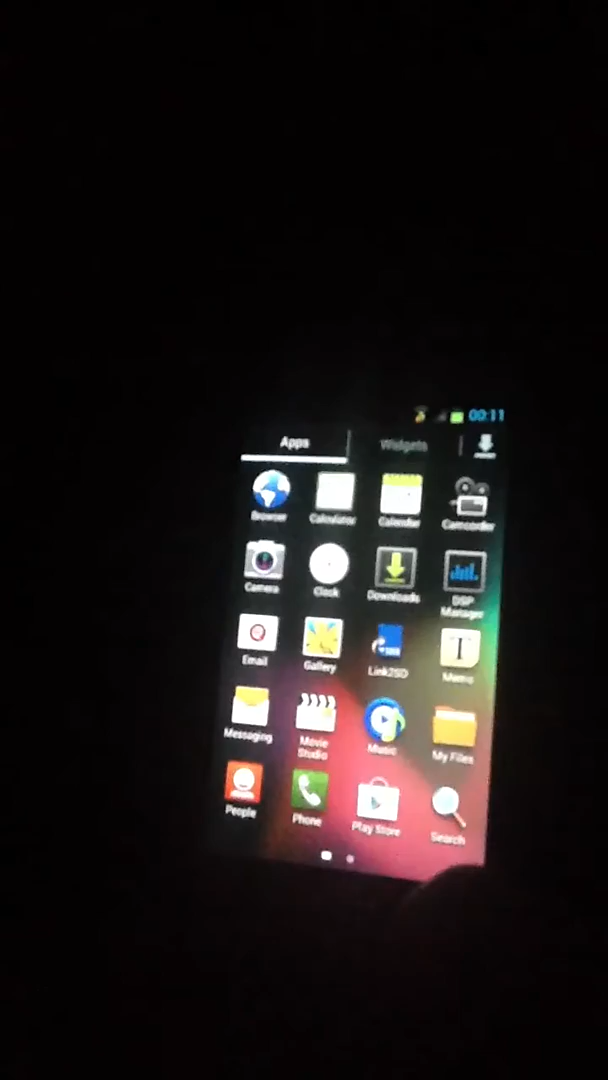 00:11
Apps Widgets
Browser Calculator Calendar Camcorder
Camera Clock Downloads DSP Manager
Email Gallery Link2SD Memo
Messaging Movie Studio Music My Files
People Phone Play Store Search